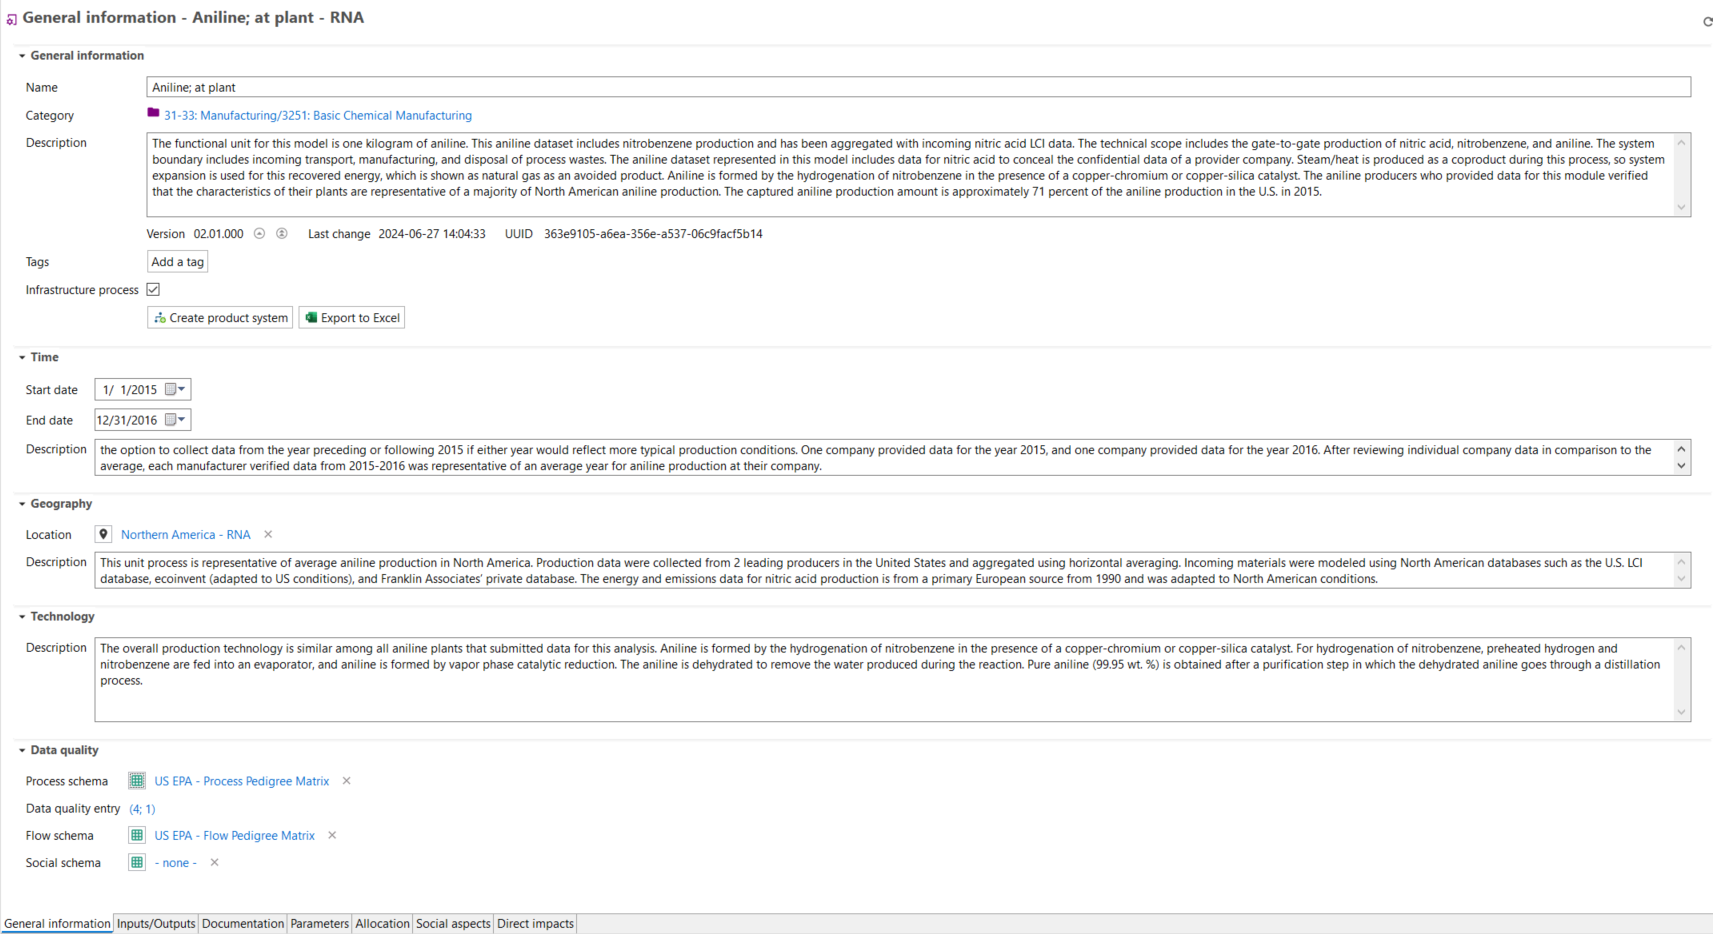 General information - Aniline; at plant - RNA
General information
Name
Aniline; at plant
Category
31-33: Manufacturing/3251: Basic Chemical Manufacturing
Description
The functional unit for this model is one kilogram of aniline. This aniline dataset includes nitrobenzene production and has been aggregated with incoming nitric acid LCI data. The technical scope includes the gate-to-gate production of nitric acid, nitrobenzene, and aniline. The system
boundary includes incoming transport, manufacturing, and disposal of process wastes. The aniline dataset represented in this model includes data for nitric acid to conceal the confidential data of a provider company. Steam/heat is produced as a coproduct during this process, so system
expansion is used for this recovered energy, which is shown as natural gas as an avoided product. Aniline is formed by the hydrogenation of nitrobenzene in the presence of a copper-chromium or copper-silica catalyst. The aniline producers who provided data for this module verified
that the characteristics of their plants are representative of a majority of North American aniline production. The captured aniline production amount is approximately 71 percent of the aniline production in the U.S. in 2015.
Version 02.01.000 Last change 2024-06-27 14:04:33 UUID 363e9105-a6ea-356e-a537-06c9facf5b14
Tags
Add a tag
Infrastructure process
Create product system
Export to Excel
Time
Start date
1/ 1/2015
End date
12/31/2016
Description
the option to collect data from the year preceding or following 2015 if either year would reflect more typical production conditions. One company provided data for the year 2015, and one company provided data for the year 2016. After reviewing individual company data in comparison to the
average, each manufacturer verified data from 2015-2016 was representative of an average year for aniline production at their company.
Geography
Location
Northern America - RNA
Description
This unit process is representative of average aniline production in North America. Production data were collected from 2 leading producers in the United States and aggregated using horizontal averaging. Incoming materials were modeled using North American databases such as the U.S. LCI
database, ecoinvent (adapted to US conditions), and Franklin Associates' private database. The energy and emissions data for nitric acid production is from a primary European source from 1990 and was adapted to North American conditions.
Technology
Description
The overall production technology is similar among all aniline plants that submitted data for this analysis. Aniline is formed by the hydrogenation of nitrobenzene in the presence of a copper-chromium or copper-silica catalyst. For hydrogenation of nitrobenzene, preheated hydrogen and
nitrobenzene are fed into an evaporator, and aniline is formed by vapor phase catalytic reduction. The aniline is dehydrated to remove the water produced during the reaction. Pure aniline (99.95 wt. %) is obtained after a purification step in which the dehydrated aniline goes through a distillation
process.
Data quality
Process schema
US EPA - Process Pedigree Matrix
Data quality entry
(4; 1)
Flow schema
US EPA - Flow Pedigree Matrix
Social schema
- none -
General information Inputs/Outputs Documentation Parameters Allocation Social aspects Direct impacts